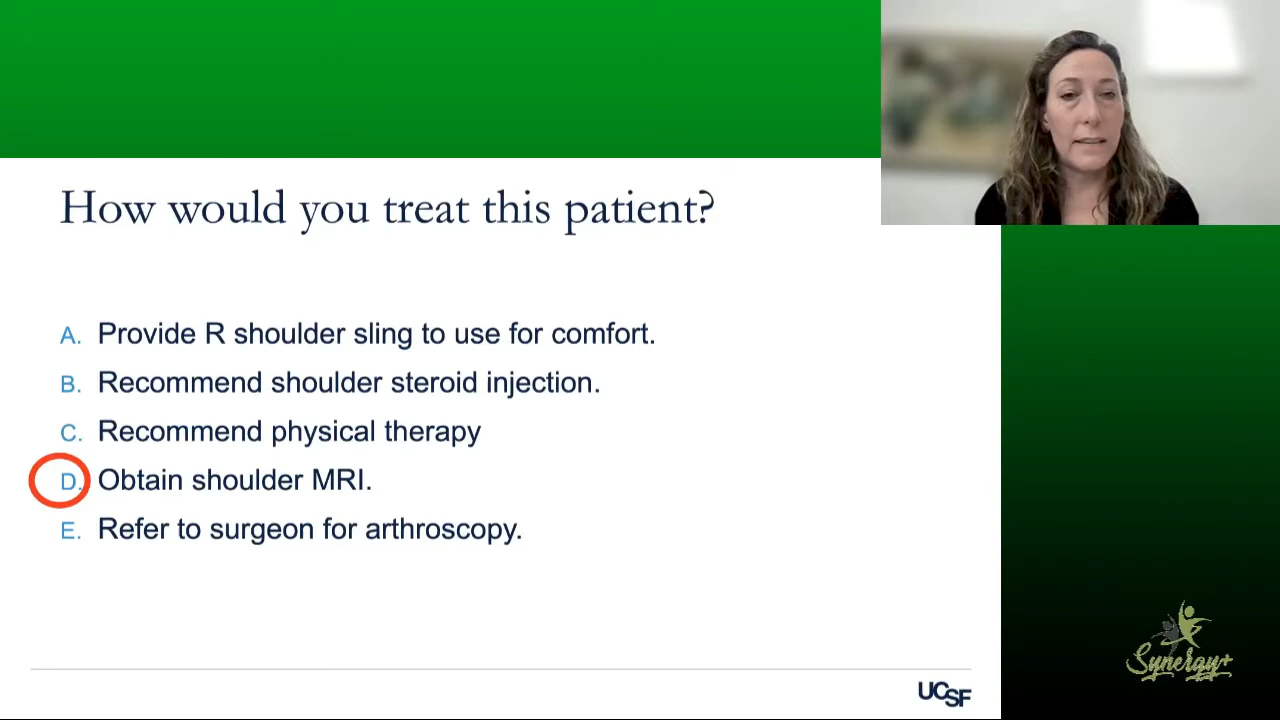 How would you treat this patient?
A. Provide R shoulder sling to use for comfort.
B. Recommend shoulder steroid injection.
C. Recommend physical therapy
D. Obtain shoulder MRI.
E. Refer to surgeon for arthroscopy.
UCSF
Synergy+